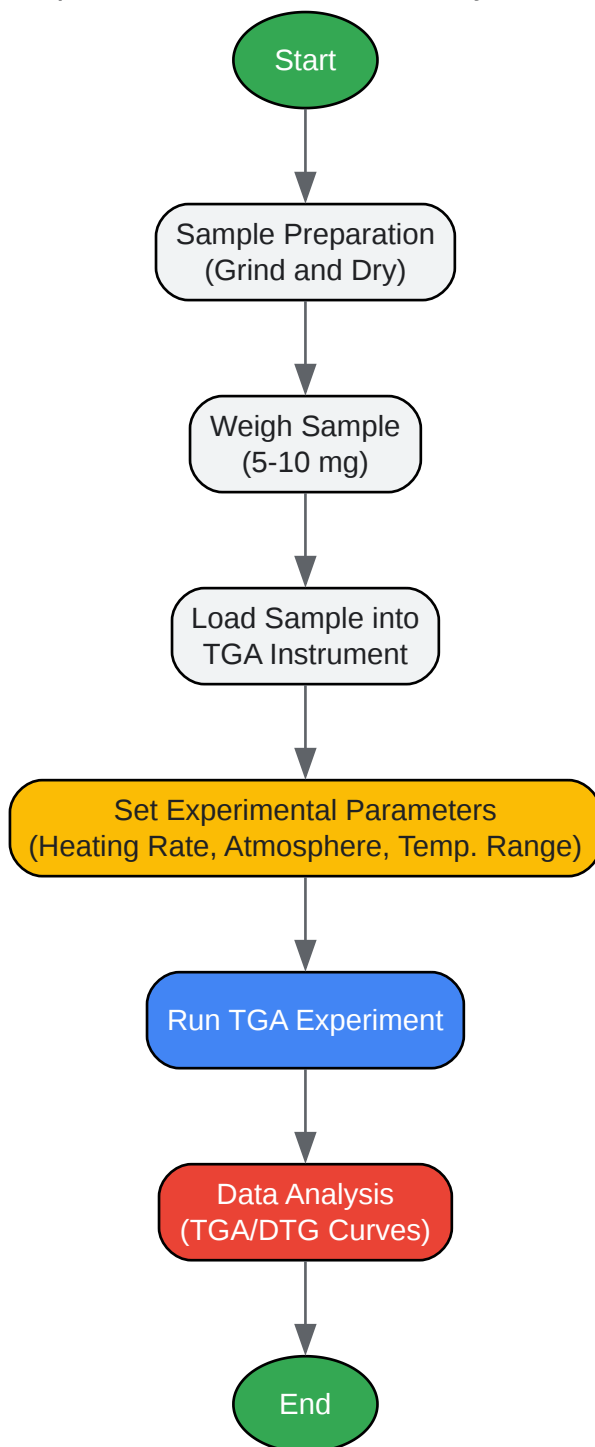 Start
Sample Preparation
(Grind and Dry)
Weigh Sample
(5-10 mg)
Load Sample into
TGA Instrument
Set Experimental Parameters
(Heating Rate, Atmosphere, Temp. Range)
Run TGA Experiment
Data Analysis
(TGA/DTG Curves)
End